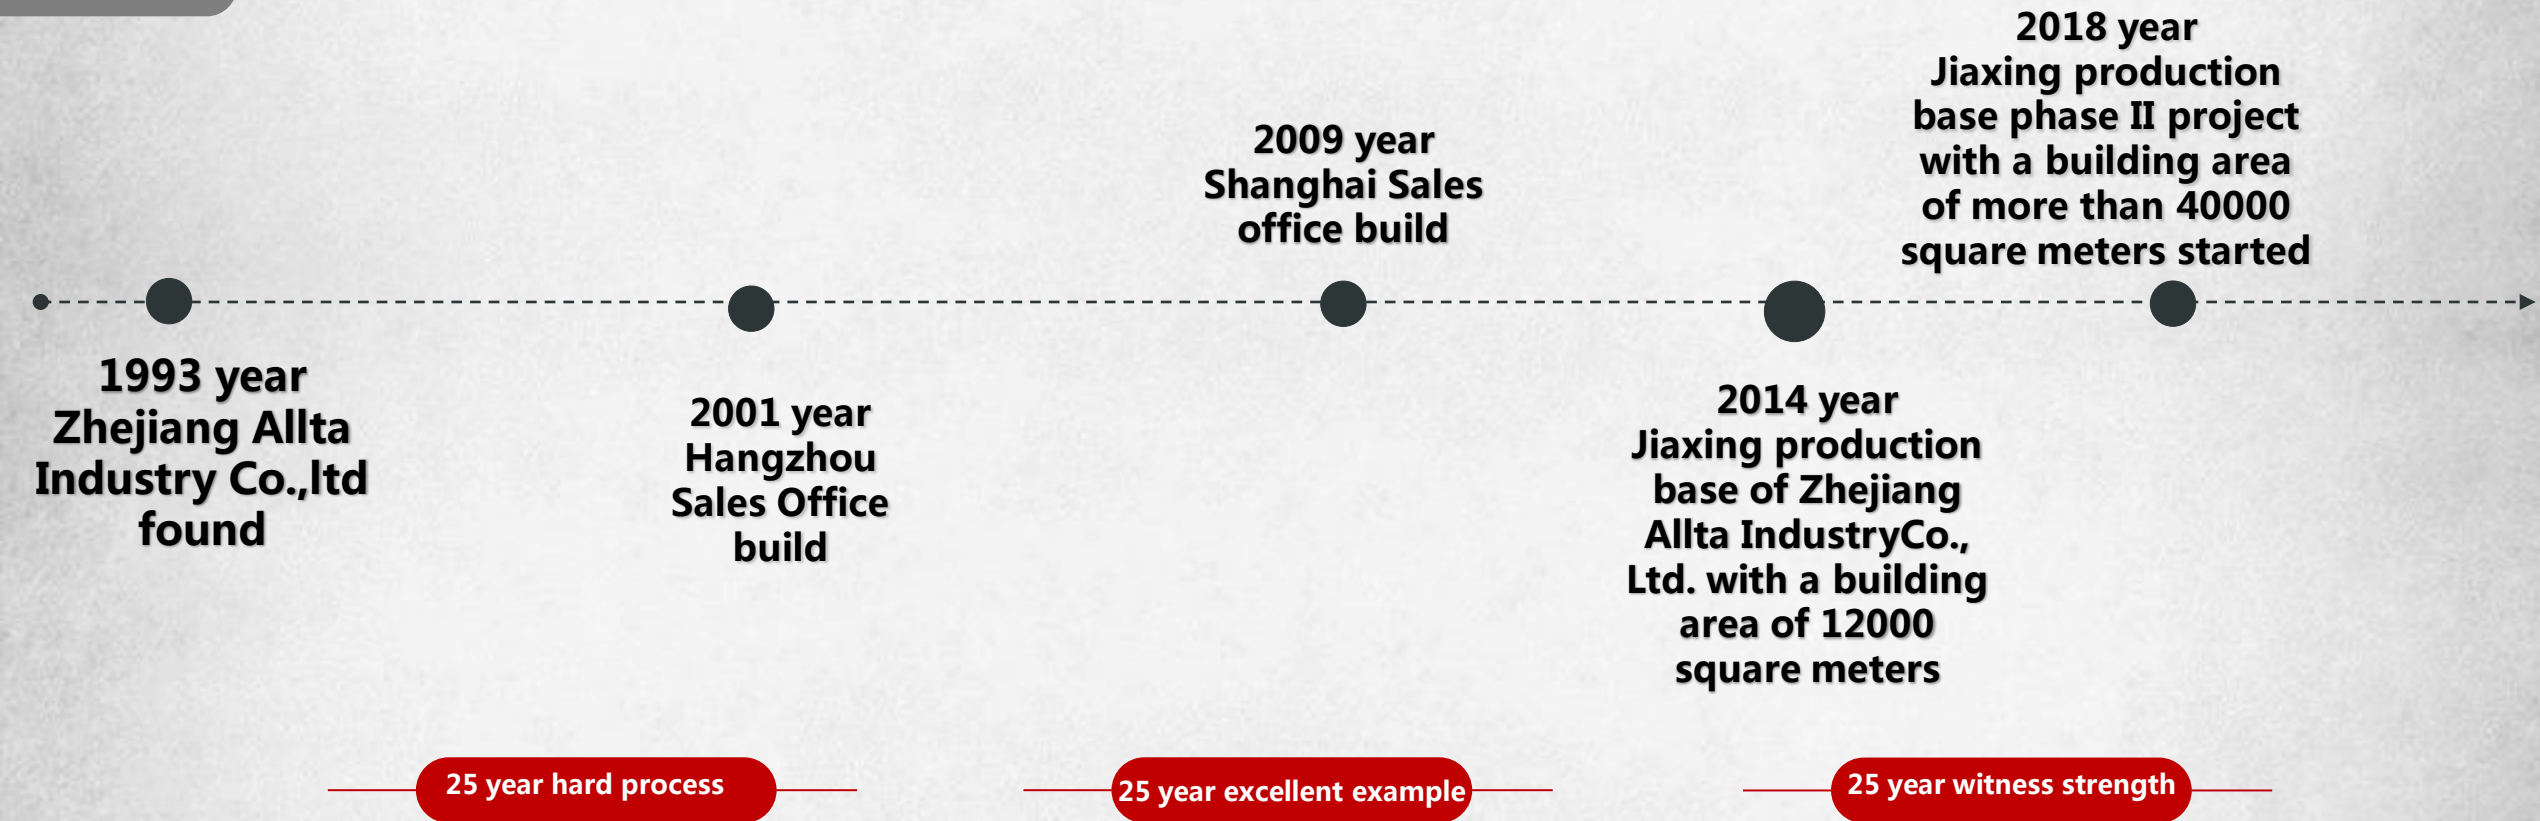 1993 year
Zhejiang Allta
Industry Co.,ltd
found
2001 year
Hangzhou
Sales Office
build
2009 year
Shanghai Sales
office build
2014 year
Jiaxing production
base of Zhejiang
Allta IndustryCo.,
Ltd. with a building
area of 12000
square meters
2018 year
Jiaxing production
base phase II project
with a building area
of more than 40000
square meters started
25 year hard process
25 year excellent example
25 year witness strength